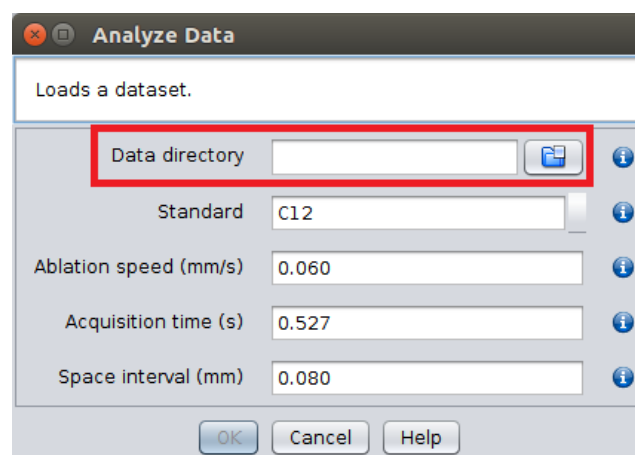 Analyze Data
Loads a dataset.
Data directory
Standard C12
Ablation speed (mm/s) 0.060
Acquisition time (s) 0.527
Space interval (mm) 0.080
OK Cancel Help